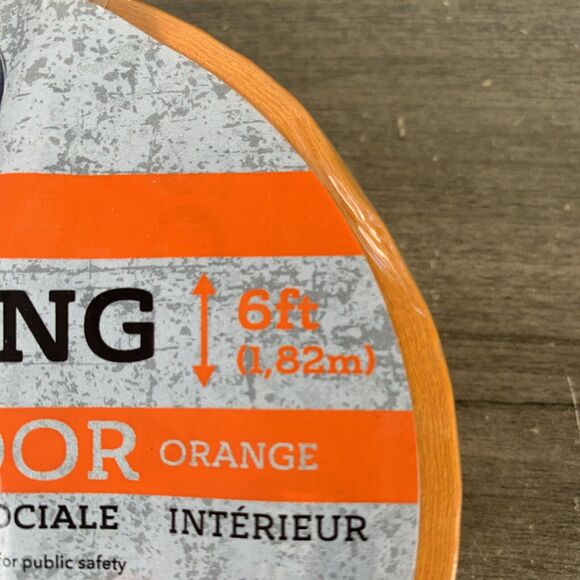 NG 6ft
(1,82m)
OOR ORANGE
OCIALE INTÉRIEUR
for public safety